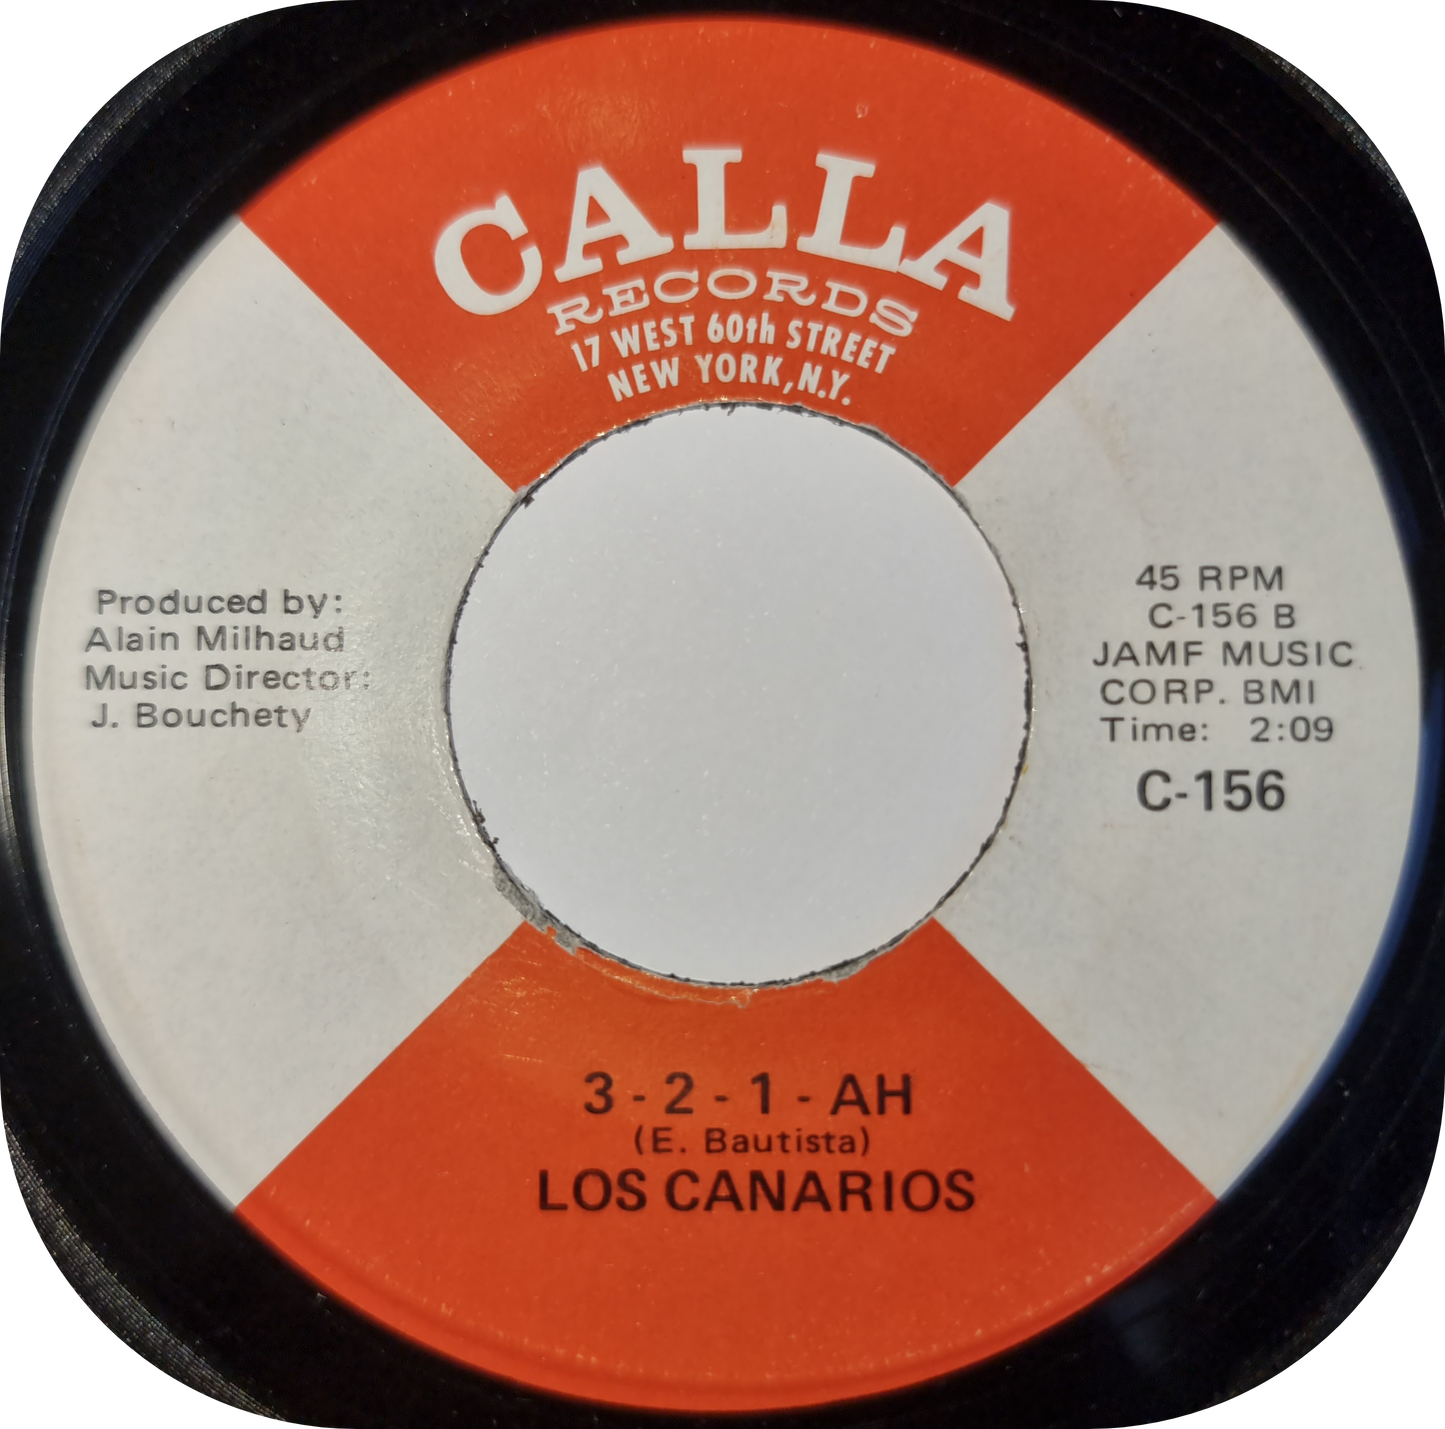 CALLA
RECORDS
17 WEST 60th STREET
NEW YORK, N.Y.
Produced by:
Alain Milhaud
Music Director:
J. Bouchety
45 RPM
C-156 B
JAMF MUSIC
CORP. BMI
Time: 2:09
C-156
3 - 2 - 1 - AH
(E. Bautista)
LOS CANARIOS